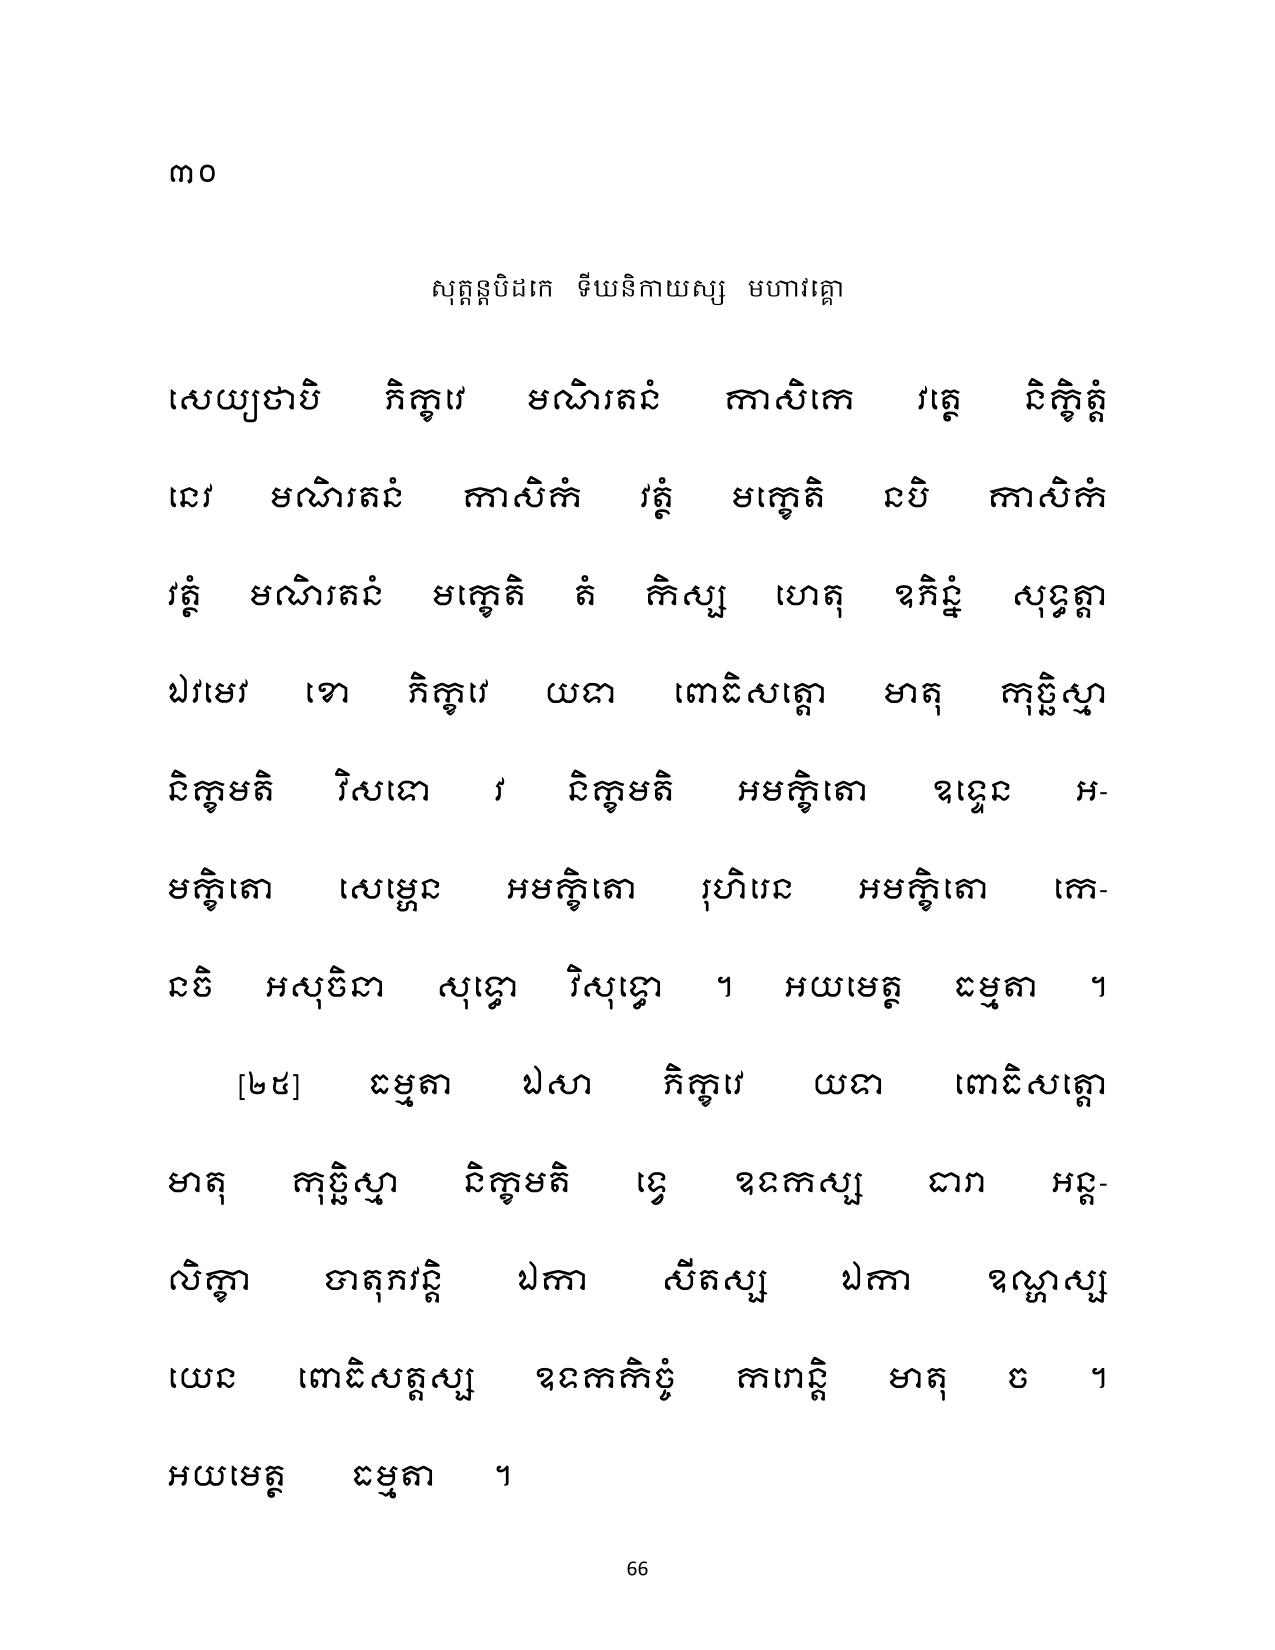 ៣០
សុត្តន្តបិដកេ ទីឃនិកាយស្ស មហាវគ្គោ
សេយ្យថាបិ ភិក្ខវេ មណិរតនំ កាសិកេ វត្ថេ និក្ខិត្តំ
នេវ មណិរតនំ កាសិកំ វត្ថំ មក្ខេតិ នបិ កាសិកំ
វត្ថំ មណិរតនំ មក្ខេតិ តំ កិស្ស ហេតុ ឧភិន្នំ សុទ្ធត្តា
ឯវមេវ ខោ ភិក្ខវេ យទា ពោធិសត្តោ មាតុ កុច្ឆិស្មា
និក្ខមតិ វិសទោ វ និក្ខមតិ អមក្ខិតោ ឧទ្ទេន អ-
មក្ខិតោ សេម្ហេន អមក្ខិតោ រុហិរេន អមក្ខិតោ កេ-
នចិ អសុចិនា សុទ្ធោ វិសុទ្ធោ ។ អយមេត្ថ ធម្មតា ។
[២៥] ធម្មតា ឯសា ភិក្ខវេ យទា ពោធិសត្តោ
មាតុ កុច្ឆិស្មា និក្ខមតិ ទ្វេ ឧទកស្ស ធារា អន្ត-
លិក្ខា បាតុភវន្តិ ឯកា សីតស្ស ឯកា ឧណ្ហស្ស
យេន ពោធិសត្តស្ស ឧទកកិច្ចំ ករោន្តិ មាតុ ច ។
អយមេត្ថ ធម្មតា ។
66